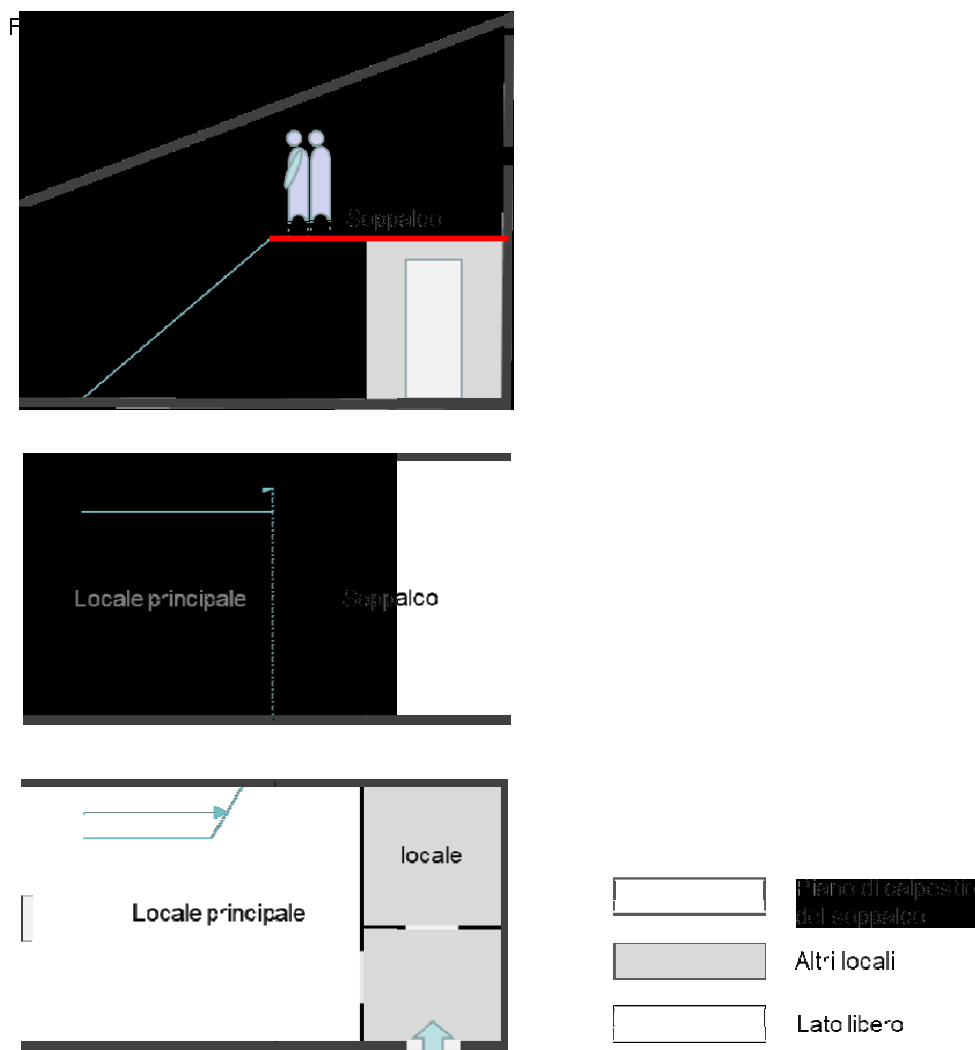 F
Soppalco
Locale principale
Soppalco
locale
Locale principale
Piano di calpestio
del soppalco
Altri locali
Lato libero